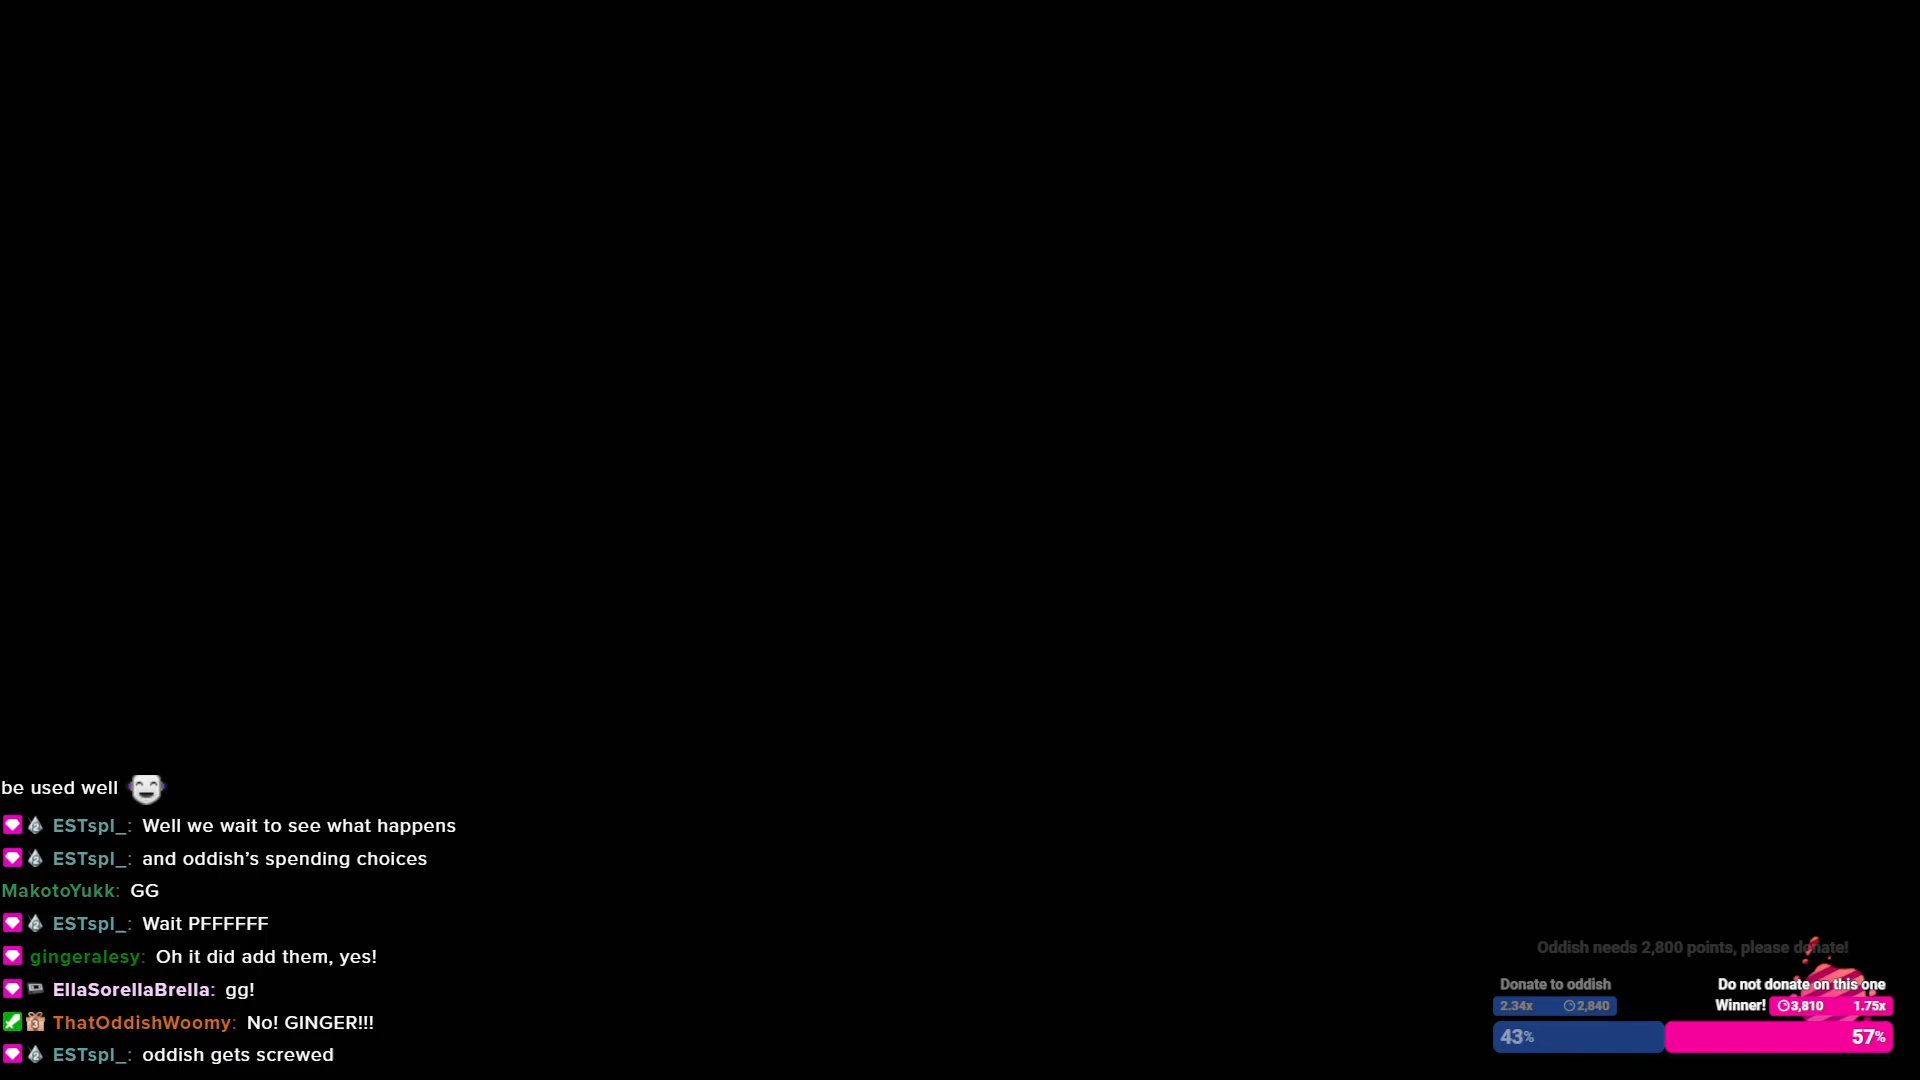 be used well
ESTspl_: Well we wait to see what happens
ESTspl_: and oddish’s spending choices
MakotoYukk: GG
ESTspl_: Wait PFFFFFF
gingeralesy: Oh it did add them, yes!
EllaSorellaBrella: gg!
ThatOddishWoomy: No! GINGER!!!
ESTspl_: oddish gets screwed
Oddish needs 2,800 points, please donate!
Donate to oddish
2.34x 2,840
43%
Do not donate on this one
Winner! 3,810 1.75x
57%